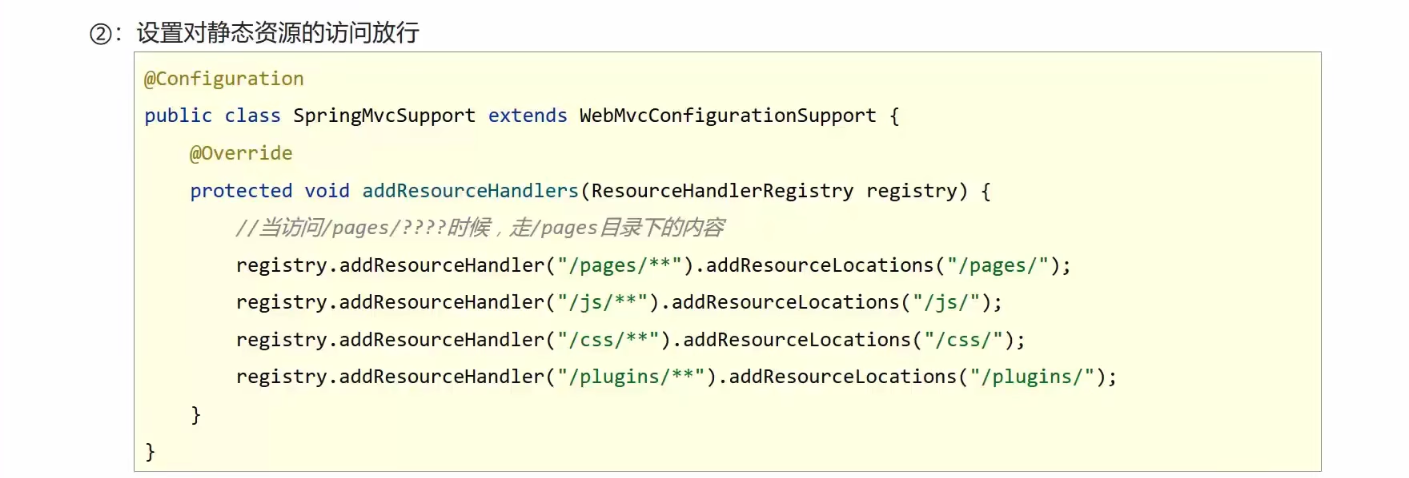 ②：设置对静态资源的访问放行
@Configuration
public class SpringMvcSupport extends WebMvcConfigurationSupport {
    @Override
    protected void addResourceHandlers(ResourceHandlerRegistry registry) {
        //当访问/pages/????时候，走/pages目录下的内容
        registry.addResourceHandler("/pages/**").addResourceLocations("/pages/");
        registry.addResourceHandler("/js/**").addResourceLocations("/js/");
        registry.addResourceHandler("/css/**").addResourceLocations("/css/");
        registry.addResourceHandler("/plugins/**").addResourceLocations("/plugins/");
    }
}